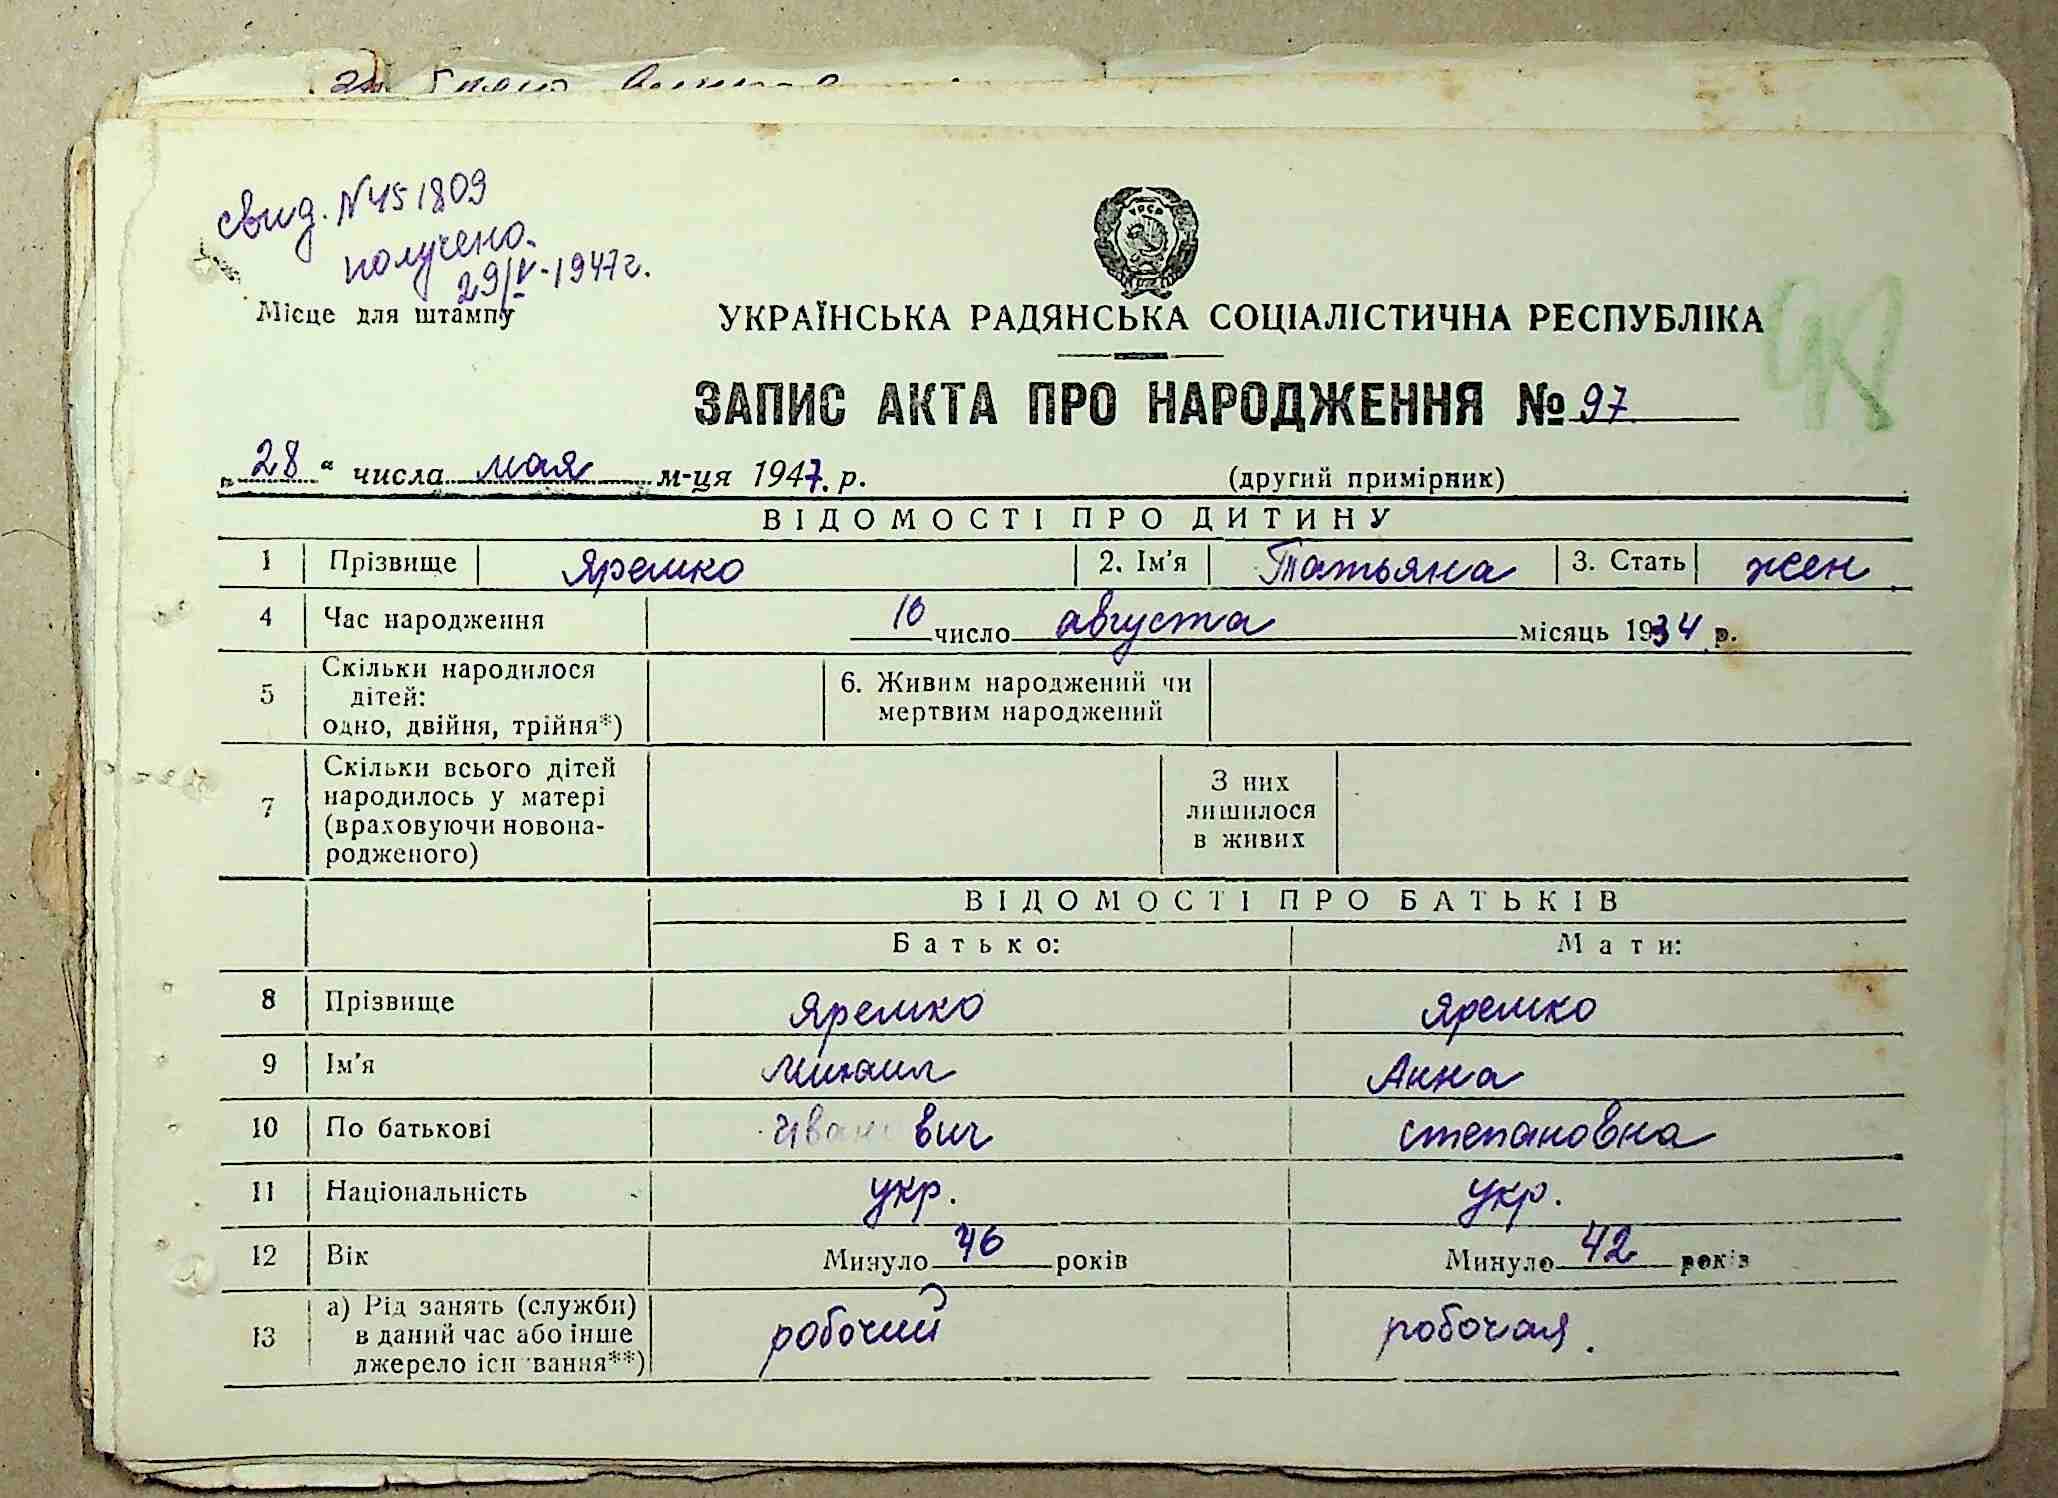 свид. N451809
получено.
29/V-1947г.
Місце для штампу
УРСР
УКРАЇНСЬКА РАДЯНСЬКА СОЦІАЛІСТИЧНА РЕСПУБЛІКА
ЗАПИС АКТА ПРО НАРОДЖЕННЯ № 97
„28“ числа мая м-ця 1947. р. (другий примірник)
ВІДОМОСТІ ПРО ДИТИНУ
1 Прізвище Яремко 2. Ім'я Татьяна 3. Стать жен
4 Час народження 10 число августа місяць 1934 р.
5 Скільки народилося дітей: одно, двійня, трійня*) 6. Живим народжений чи мертвим народжений
7 Скільки всього дітей народилось у матері (враховуючи новона-родженого) З них лишилося в живих
ВІДОМОСТІ ПРО БАТЬКІВ
Батько: Мати:
8 Прізвище Яремко Яремко
9 Ім'я Михаил Анна
10 По батькові Иванович степановна
11 Національність укр. укр.
12 Вік Минуло 46 років Минуло 42 років
13 а) Рід занять (служби) в даний час або інше джерело існування**) робочий робочая.